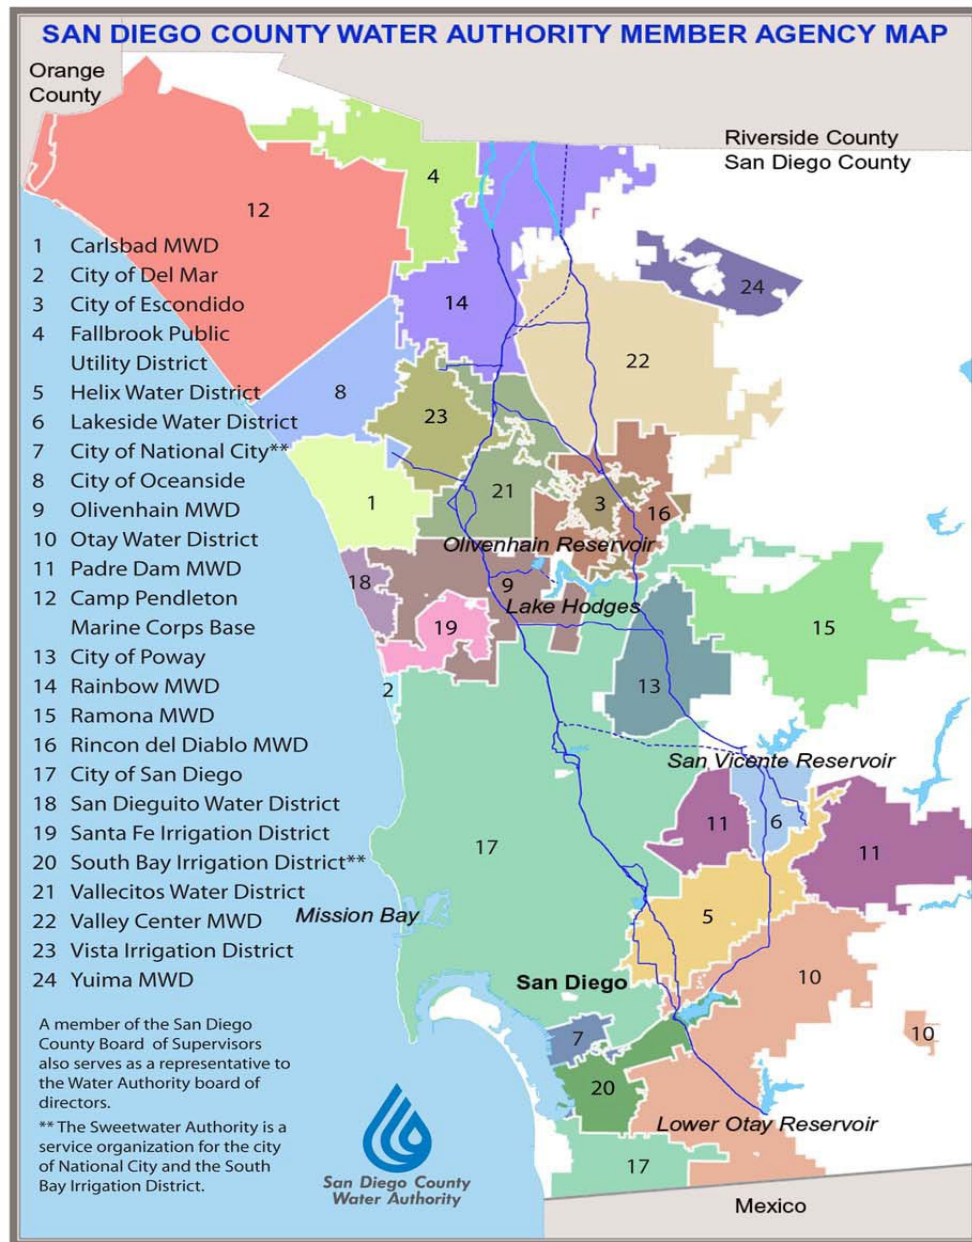 SAN DIEGO COUNTY WATER AUTHORITY MEMBER AGENCY MAP
Orange
County
Riverside County
San Diego County
1 Carlsbad MWD
2 City of Del Mar
3 City of Escondido
4 Fallbrook Public
Utility District
5 Helix Water District
6 Lakeside Water District
7 City of National City**
8 City of Oceanside
9 Olivenhain MWD
10 Otay Water District
11 Padre Dam MWD
12 Camp Pendleton
Marine Corps Base
13 City of Poway
14 Rainbow MWD
15 Ramona MWD
16 Rincon del Diablo MWD
17 City of San Diego
18 San Dieguito Water District
19 Santa Fe Irrigation District
20 South Bay Irrigation District**
21 Vallecitos Water District
22 Valley Center MWD
23 Vista Irrigation District
24 Yuima MWD
A member of the San Diego
County Board of Supervisors
also serves as a representative to
the Water Authority board of
directors.
** The Sweetwater Authority is a
service organization for the city
of National City and the South
Bay Irrigation District.
San Diego County
Water Authority
4
12
24
14
22
8
23
21
3
16
1
Olivenhain Reservoir
18
9
Lake Hodges
19
15
2
13
San Vicente Reservoir
11
6
17
11
Mission Bay
5
San Diego
10
7
10
20
Lower Otay Reservoir
17
Mexico